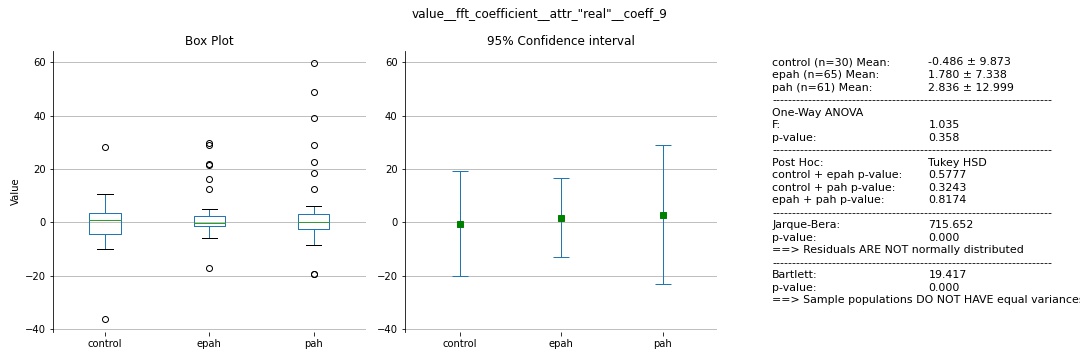 value__fft_coefficient__attr_"real"__coeff_9
Box Plot
Value
60
40
20
0
−20
−40
control
epah
pah
95% Confidence interval
60
40
20
0
−20
−40
control
epah
pah
control (n=30) Mean: -0.486 ± 9.873
epah (n=65) Mean: 1.780 ± 7.338
pah (n=61) Mean: 2.836 ± 12.999
One-Way ANOVA
F: 1.035
p-value: 0.358
Post Hoc: Tukey HSD
control + epah p-value: 0.5777
control + pah p-value: 0.3243
epah + pah p-value: 0.8174
Jarque-Bera: 715.652
p-value: 0.000
==> Residuals ARE NOT normally distributed
Bartlett: 19.417
p-value: 0.000
==> Sample populations DO NOT HAVE equal variances